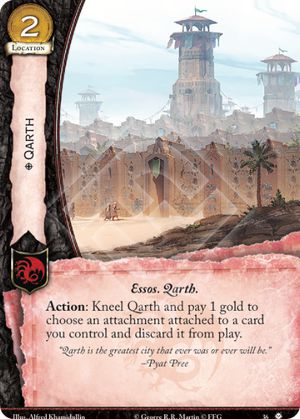 2
LOCATION
QARTH
Essos. Qarth.
Action: Kneel Qarth and pay 1 gold to
choose an attachment attached to a card
you control and discard it from play.
"Qarth is the greatest city that ever was or ever will be."
–Pyat Pree
Illus. Alfred Khamidullin
© George R.R. Martin © FFG
16